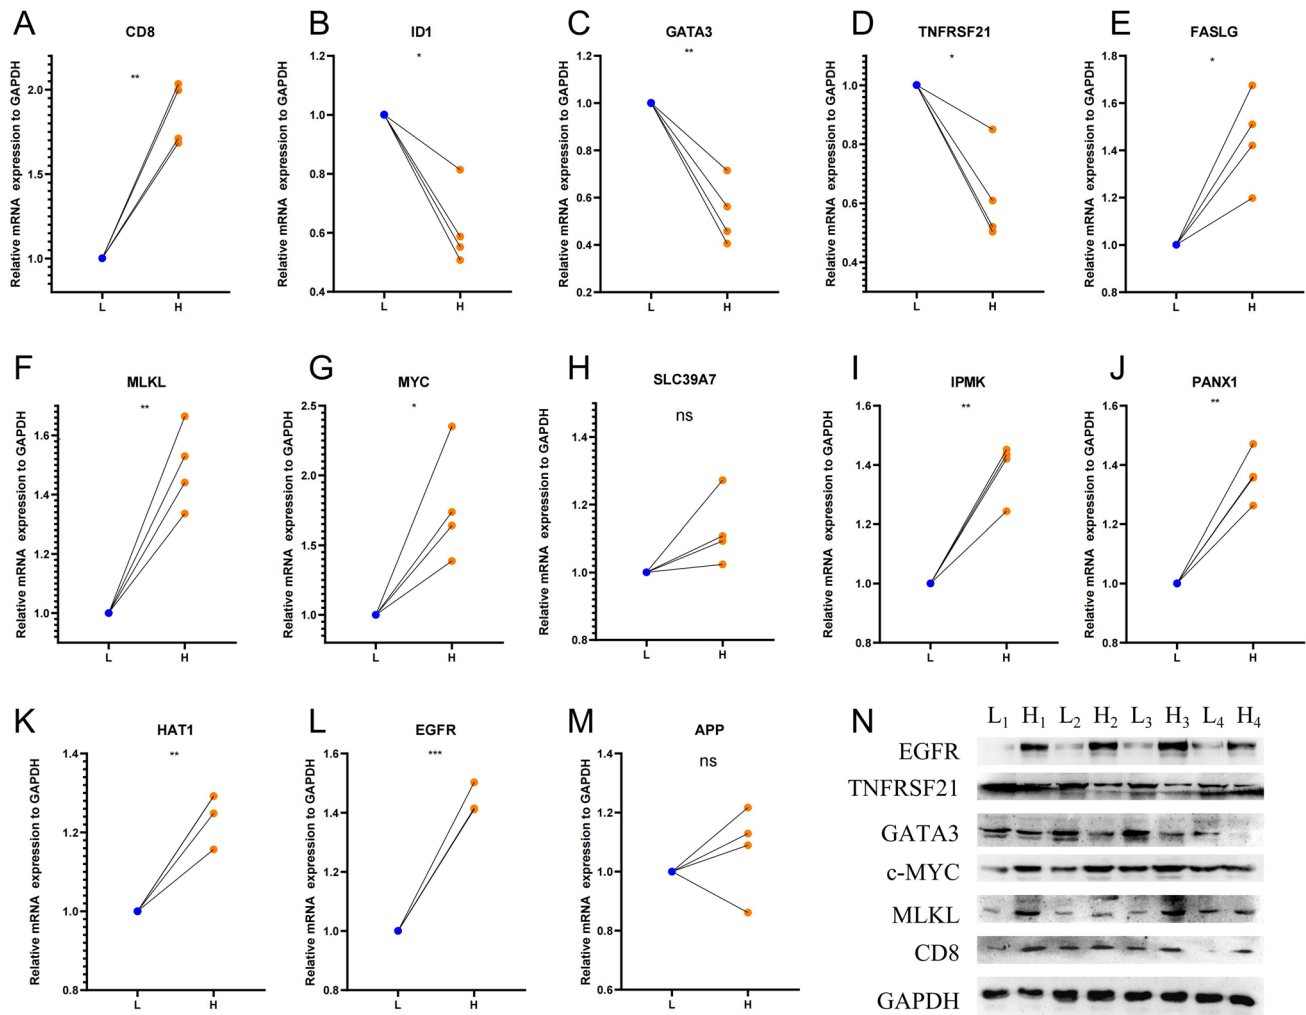 A
CD8
**
Relative mRNA expression to GAPDH
2.0
1.5
1.0
L H
B
ID1
*
Relative mRNA expression to GAPDH
1.2
1.0
0.8
0.6
0.4
L H
C
GATA3
**
Relative mRNA expression to GAPDH
1.2
1.0
0.8
0.6
0.4
0.2
L H
D
TNFRSF21
*
Relative mRNA expression to GAPDH
1.0
0.8
0.6
0.4
L H
E
FASLG
*
Relative mRNA expression to GAPDH
1.8
1.6
1.4
1.2
1.0
0.8
L H
F
MLKL
**
Relative mRNA expression to GAPDH
1.6
1.4
1.2
1.0
L H
G
MYC
*
Relative mRNA expression to GAPDH
2.5
2.0
1.5
1.0
L H
H
SLC39A7
ns
Relative mRNA expression to GAPDH
1.4
1.2
1.0
0.8
L H
I
IPMK
**
Relative mRNA expression to GAPDH
1.6
1.4
1.2
1.0
0.8
L H
J
PANX1
**
Relative mRNA expression to GAPDH
1.6
1.4
1.2
1.0
0.8
L H
K
HAT1
**
Relative mRNA expression to GAPDH
1.4
1.2
1.0
0.8
L H
L
EGFR
***
Relative mRNA expression to GAPDH
1.4
1.2
1.0
0.8
L H
M
APP
ns
Relative mRNA expression to GAPDH
1.4
1.2
1.0
0.8
0.6
L H
N
L₁ H₁ L₂ H₂ L₃ H₃ L₄ H₄
EGFR
TNFRSF21
GATA3
c-MYC
MLKL
CD8
GAPDH